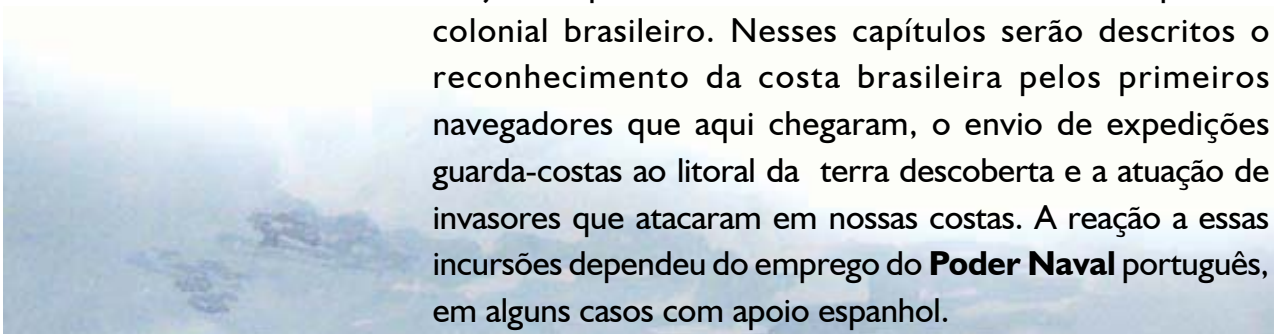 colonial brasileiro. Nesses capítulos serão descritos o
reconhecimento da costa brasileira pelos primeiros
navegadores que aqui chegaram, o envio de expedições
guarda-costas ao litoral da terra descoberta e a atuação de
invasores que atacaram em nossas costas. A reação a essas
incursões dependeu do emprego do Poder Naval português,
em alguns casos com apoio espanhol.